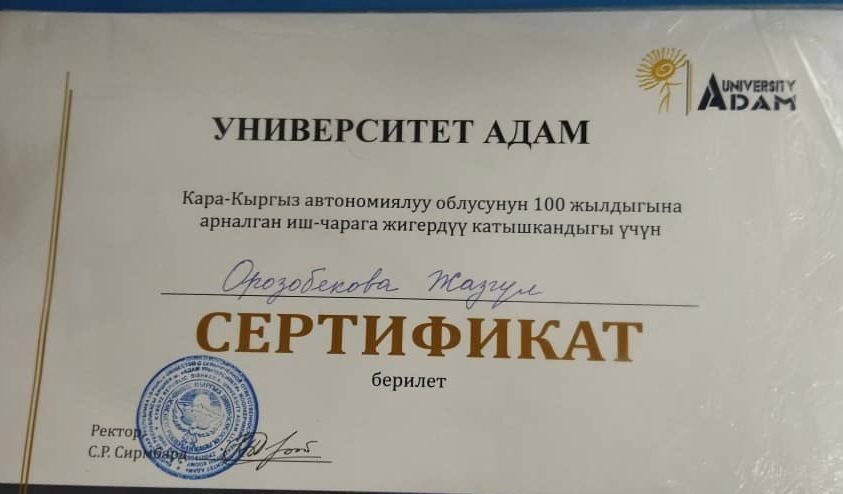 UNIVERSITY
ADAM
УНИВЕРСИТЕТ АДАМ
Кара-Кыргыз автономиялуу облусунун 100 жылдыгына
арналган иш-чарага жигердүү катышкандыгы үчүн
Орозобекова Жазгул
СЕРТИФИКАТ
берилет
Ректор
С.Р. Сирмбард